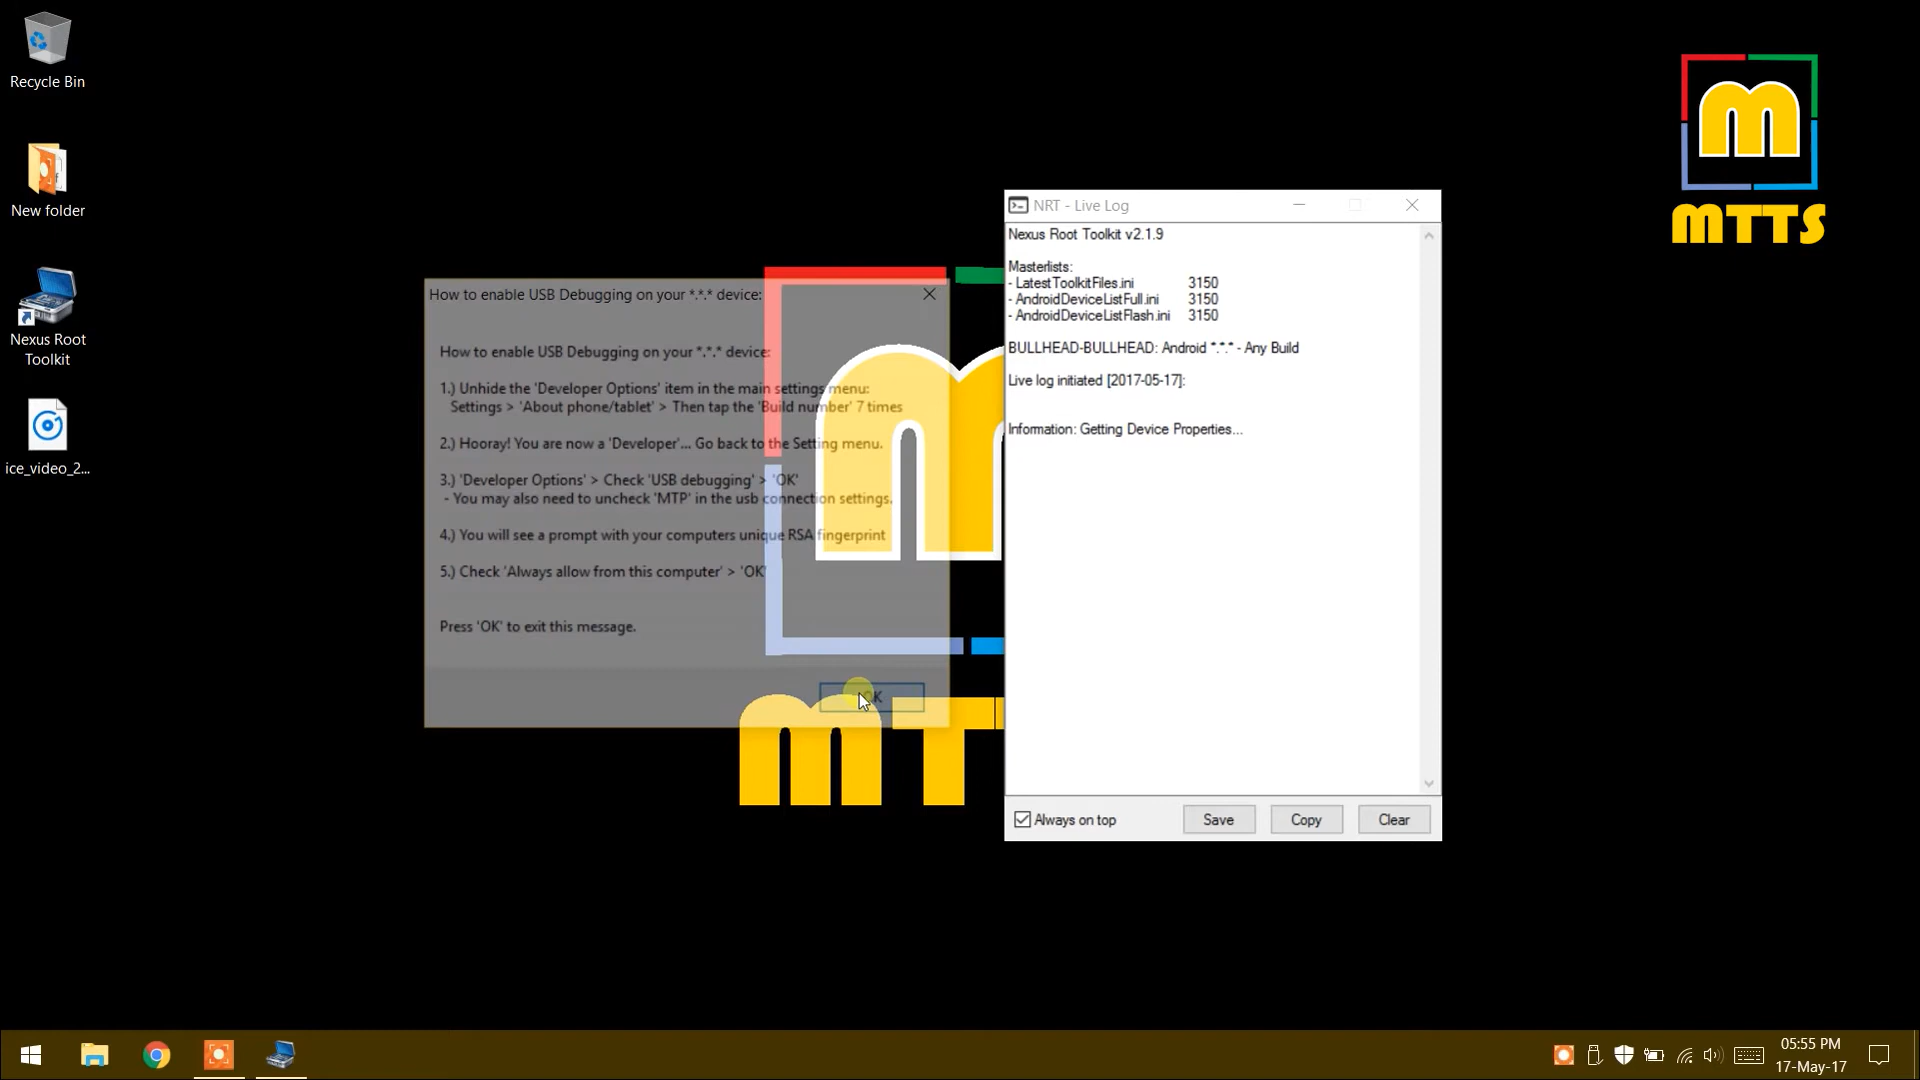 Recycle Bin
New folder
Nexus Root
Toolkit
ice_video_2...
m
MTTS
How to enable USB Debugging on your *.*.* device:
How to enable USB Debugging on your *.*.* device:
1.) Unhide the 'Developer Options' item in the main settings menu:
Settings > 'About phone/tablet' > Then tap the 'Build number' 7 times
2.) Hooray! You are now a 'Developer'... Go back to the Setting menu.
3.) 'Developer Options' > Check 'USB debugging' > 'OK'
- You may also need to uncheck 'MTP' in the usb connection settings.
4.) You will see a prompt with your computers unique RSA fingerprint
5.) Check 'Always allow from this computer' > 'OK'
Press 'OK' to exit this message.
OK
m
mT
NRT - Live Log
Nexus Root Toolkit v2.1.9
Masterlists:
- LatestToolkitFiles.ini 3150
- AndroidDeviceListFull.ini 3150
- AndroidDeviceListFlash.ini 3150
BULLHEAD-BULLHEAD: Android *.*.* - Any Build
Live log initiated [2017-05-17]:
Information: Getting Device Properties...
Always on top
Save
Copy
Clear
05:55 PM
17-May-17